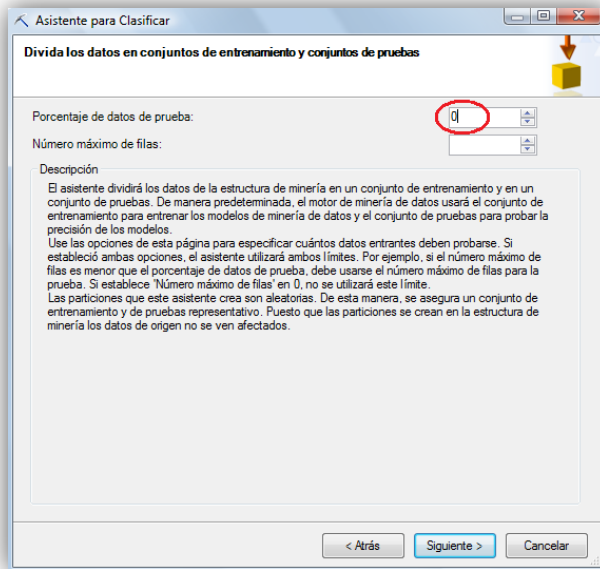 Asistente para Clasificar
Divida los datos en conjuntos de entrenamiento y conjuntos de pruebas
Porcentaje de datos de prueba:
0
Número máximo de filas:
Descripción
El asistente dividirá los datos de la estructura de minería en un conjunto de entrenamiento y en un
conjunto de pruebas. De manera predeterminada, el motor de minería de datos usará el conjunto de
entrenamiento para entrenar los modelos de minería de datos y el conjunto de pruebas para probar la
precisión de los modelos.
Use las opciones de esta página para especificar cuántos datos entrantes deben probarse. Si
estableció ambas opciones, el asistente utilizará ambos límites. Por ejemplo, si el número máximo de
filas es menor que el porcentaje de datos de prueba, debe usarse el número máximo de filas para la
prueba. Si establece 'Número máximo de filas' en 0, no se utilizará este límite.
Las particiones que este asistente crea son aleatorias. De esta manera, se asegura un conjunto de
entrenamiento y de pruebas representativo. Puesto que las particiones se crean en la estructura de
minería los datos de origen no se ven afectados.
< Atrás
Siguiente >
Cancelar